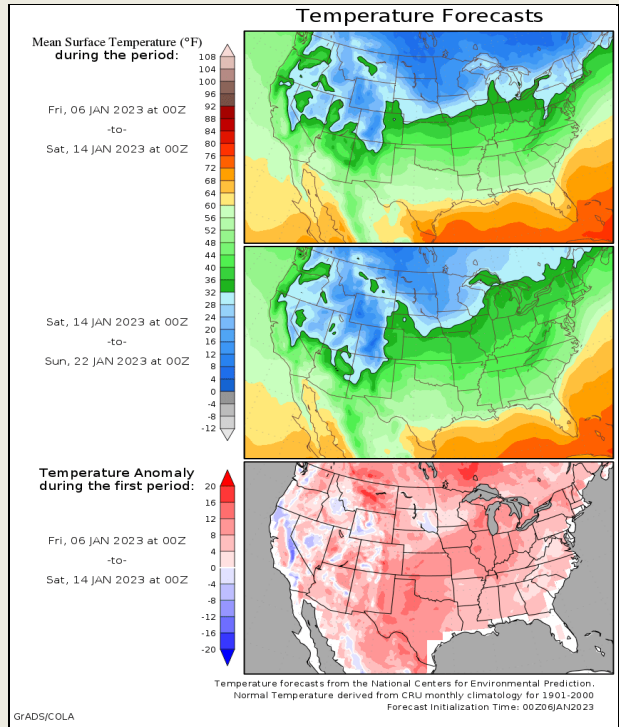 Temperature Forecasts
Mean Surface Temperature (°F)
during the period:
108
104
100
96
92
88
84
80
76
72
68
64
60
56
52
48
44
40
36
32
28
24
20
16
12
8
4
0
-4
-8
-12
Fri, 06 JAN 2023 at 00Z
-to-
Sat, 14 JAN 2023 at 00Z
Sat, 14 JAN 2023 at 00Z
-to-
Sun, 22 JAN 2023 at 00Z
Temperature Anomaly
during the first period:
20
16
12
8
4
0
-4
-8
-12
-16
-20
Fri, 06 JAN 2023 at 00Z
-to-
Sat, 14 JAN 2023 at 00Z
Temperature forecasts from the National Centers for Environmental Prediction.
Normal Temperature derived from CRU monthly climatology for 1901-2000
Forecast Initialization Time: 00Z06JAN2023
GrADS/COLA